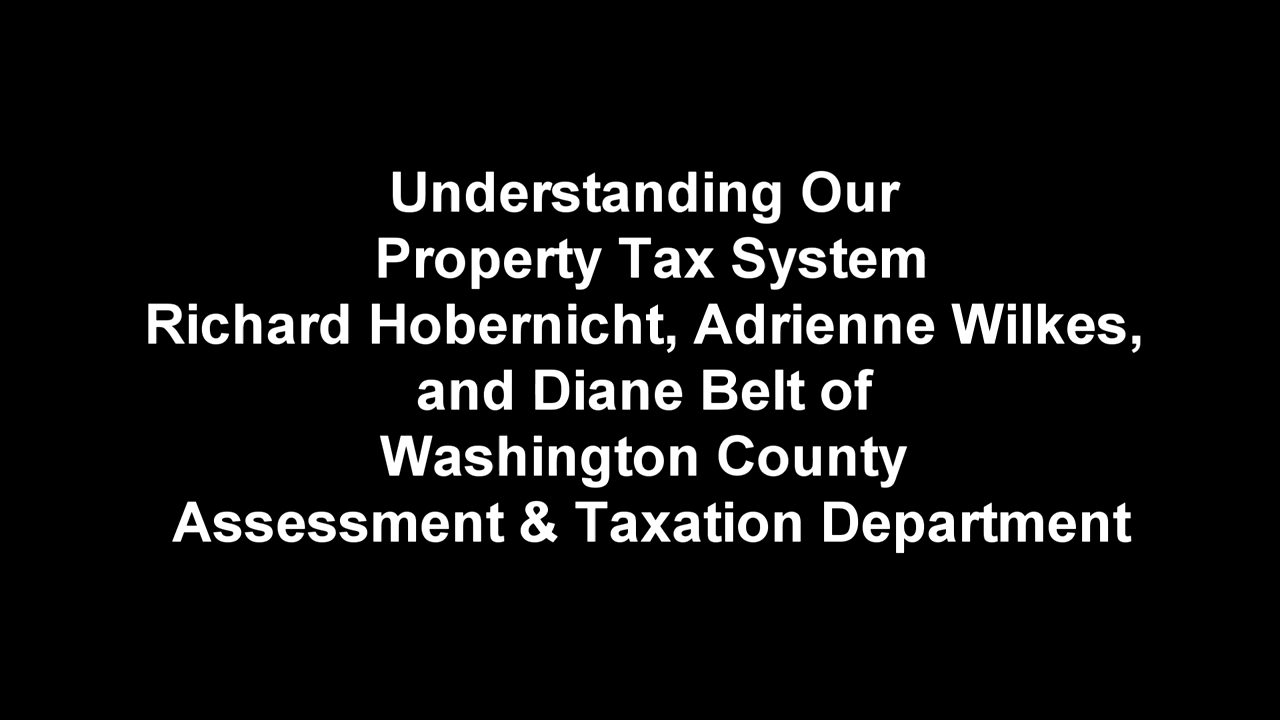 Understanding Our
Property Tax System
Richard Hobernicht, Adrienne Wilkes,
and Diane Belt of
Washington County
Assessment & Taxation Department